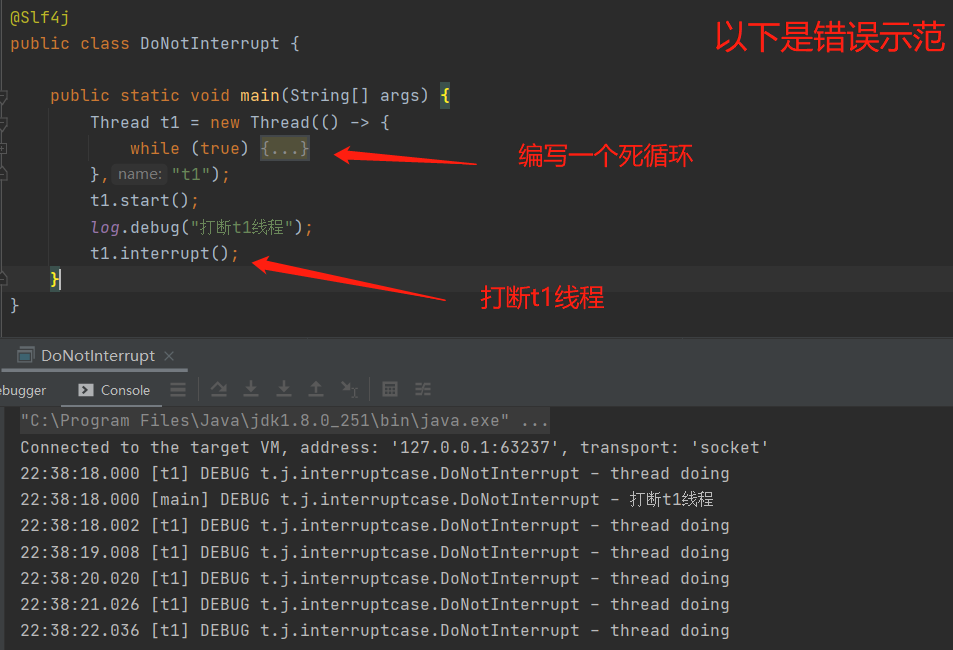 @Slf4j
public class DoNotInterrupt {
以下是错误示范
public static void main(String[] args) {
Thread t1 = new Thread(() -> {
while (true) {...}
编写一个死循环
}, name: "t1");
t1.start();
log.debug("打断t1线程");
t1.interrupt();
}
打断t1线程
}
DoNotInterrupt
ebugger Console
"C:\Program Files\Java\jdk1.8.0_251\bin\java.exe" ...
Connected to the target VM, address: '127.0.0.1:63237', transport: 'socket'
22:38:18.000 [t1] DEBUG t.j.interruptcase.DoNotInterrupt - thread doing
22:38:18.000 [main] DEBUG t.j.interruptcase.DoNotInterrupt - 打断t1线程
22:38:18.002 [t1] DEBUG t.j.interruptcase.DoNotInterrupt - thread doing
22:38:19.008 [t1] DEBUG t.j.interruptcase.DoNotInterrupt - thread doing
22:38:20.020 [t1] DEBUG t.j.interruptcase.DoNotInterrupt - thread doing
22:38:21.026 [t1] DEBUG t.j.interruptcase.DoNotInterrupt - thread doing
22:38:22.036 [t1] DEBUG t.j.interruptcase.DoNotInterrupt - thread doing